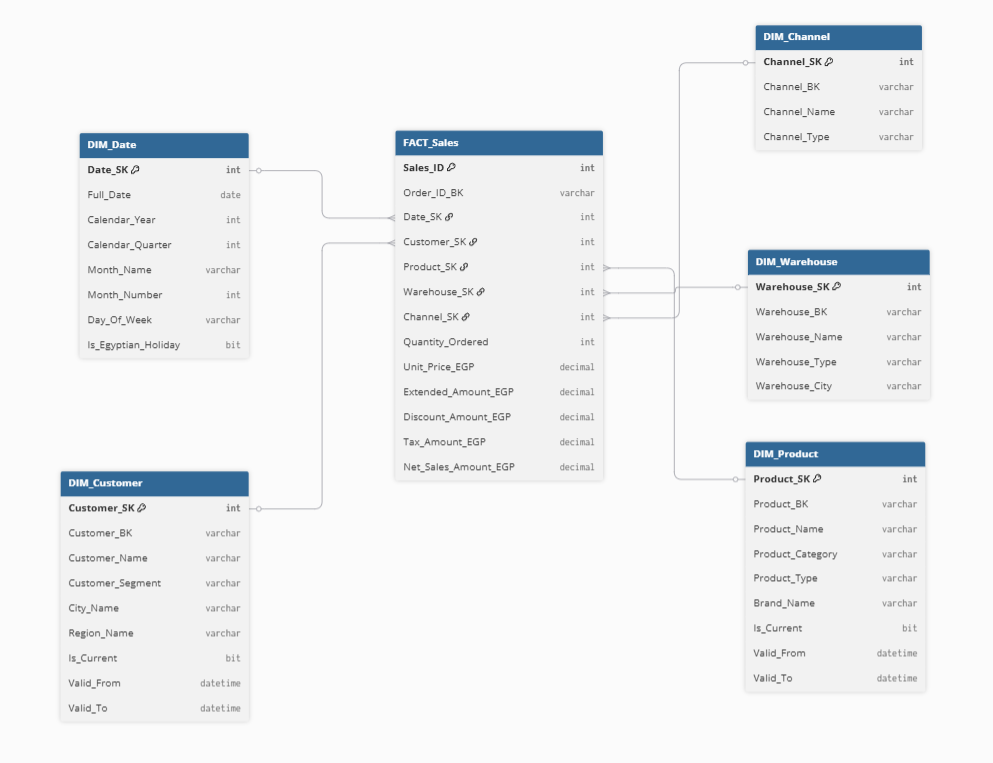 DIM_Channel
Channel_SK int
Channel_BK varchar
Channel_Name varchar
Channel_Type varchar
DIM_Date
Date_SK int
Full_Date date
Calendar_Year int
Calendar_Quarter int
Month_Name varchar
Month_Number int
Day_Of_Week varchar
Is_Egyptian_Holiday bit
FACT_Sales
Sales_ID int
Order_ID_BK varchar
Date_SK int
Customer_SK int
Product_SK int
Warehouse_SK int
Channel_SK int
Quantity_Ordered int
Unit_Price_EGP decimal
Extended_Amount_EGP decimal
Discount_Amount_EGP decimal
Tax_Amount_EGP decimal
Net_Sales_Amount_EGP decimal
DIM_Warehouse
Warehouse_SK int
Warehouse_BK varchar
Warehouse_Name varchar
Warehouse_Type varchar
Warehouse_City varchar
DIM_Customer
Customer_SK int
Customer_BK varchar
Customer_Name varchar
Customer_Segment varchar
City_Name varchar
Region_Name varchar
Is_Current bit
Valid_From datetime
Valid_To datetime
DIM_Product
Product_SK int
Product_BK varchar
Product_Name varchar
Product_Category varchar
Product_Type varchar
Brand_Name varchar
Is_Current bit
Valid_From datetime
Valid_To datetime